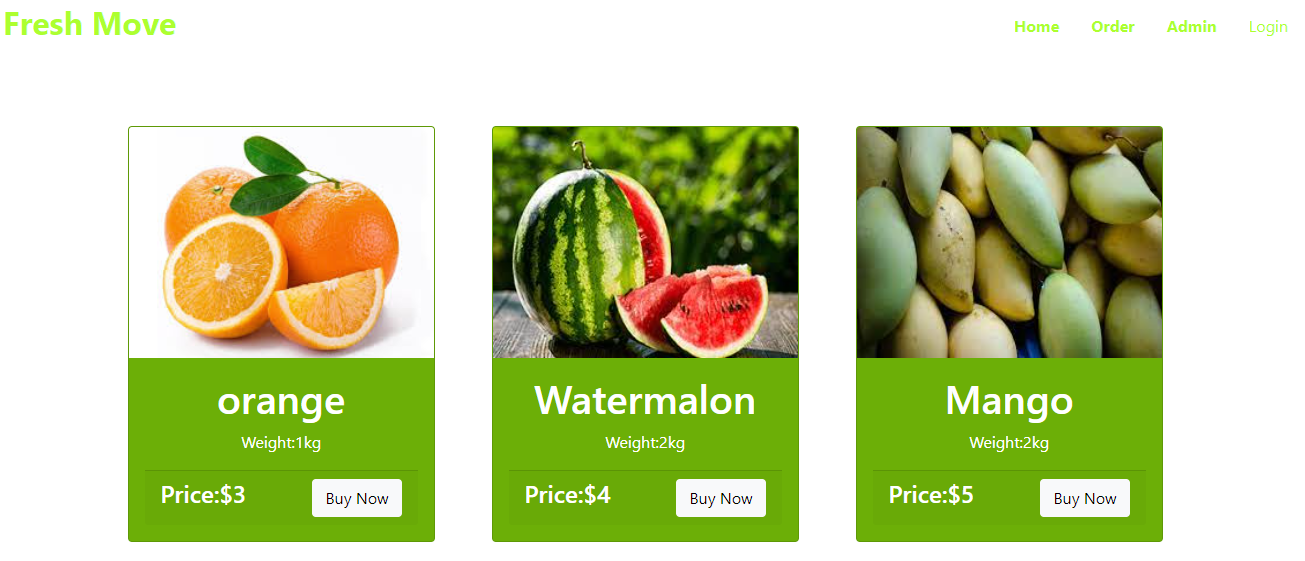 Fresh Move
Home Order Admin Login
orange
Weight:1kg
Price:$3 Buy Now
Watermalon
Weight:2kg
Price:$4 Buy Now
Mango
Weight:2kg
Price:$5 Buy Now